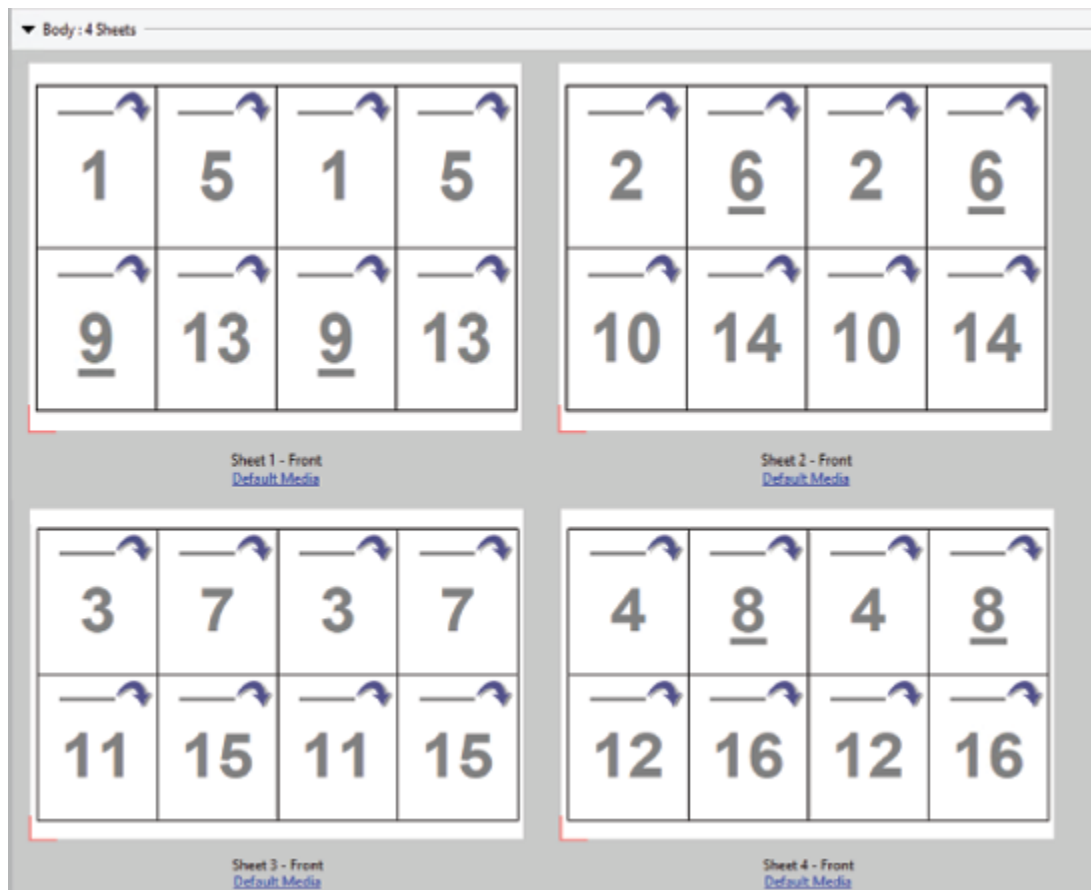 Body : 4 Sheets
1 5 1 5
9 13 9 13
Sheet 1 - Front
Default Media
2 6 2 6
10 14 10 14
Sheet 2 - Front
Default Media
3 7 3 7
11 15 11 15
Sheet 3 - Front
Default Media
4 8 4 8
12 16 12 16
Sheet 4 - Front
Default Media